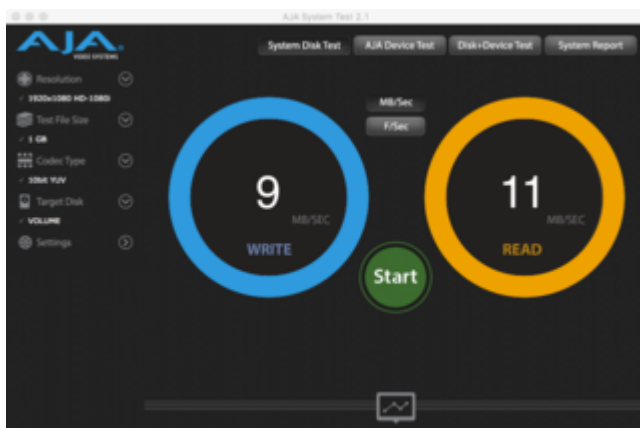 AJA System Test 2.1
AJA
VIDEO SYSTEMS
System Disk Test
AJA Device Test
Disk+Device Test
System Report
Resolution
1920x1080 HD-1080i
Test File Size
1 GB
Codec Type
10bit YUV
Target Disk
VOLUME
Settings
MB/Sec
F/Sec
9
MB/SEC
WRITE
11
MB/SEC
READ
Start